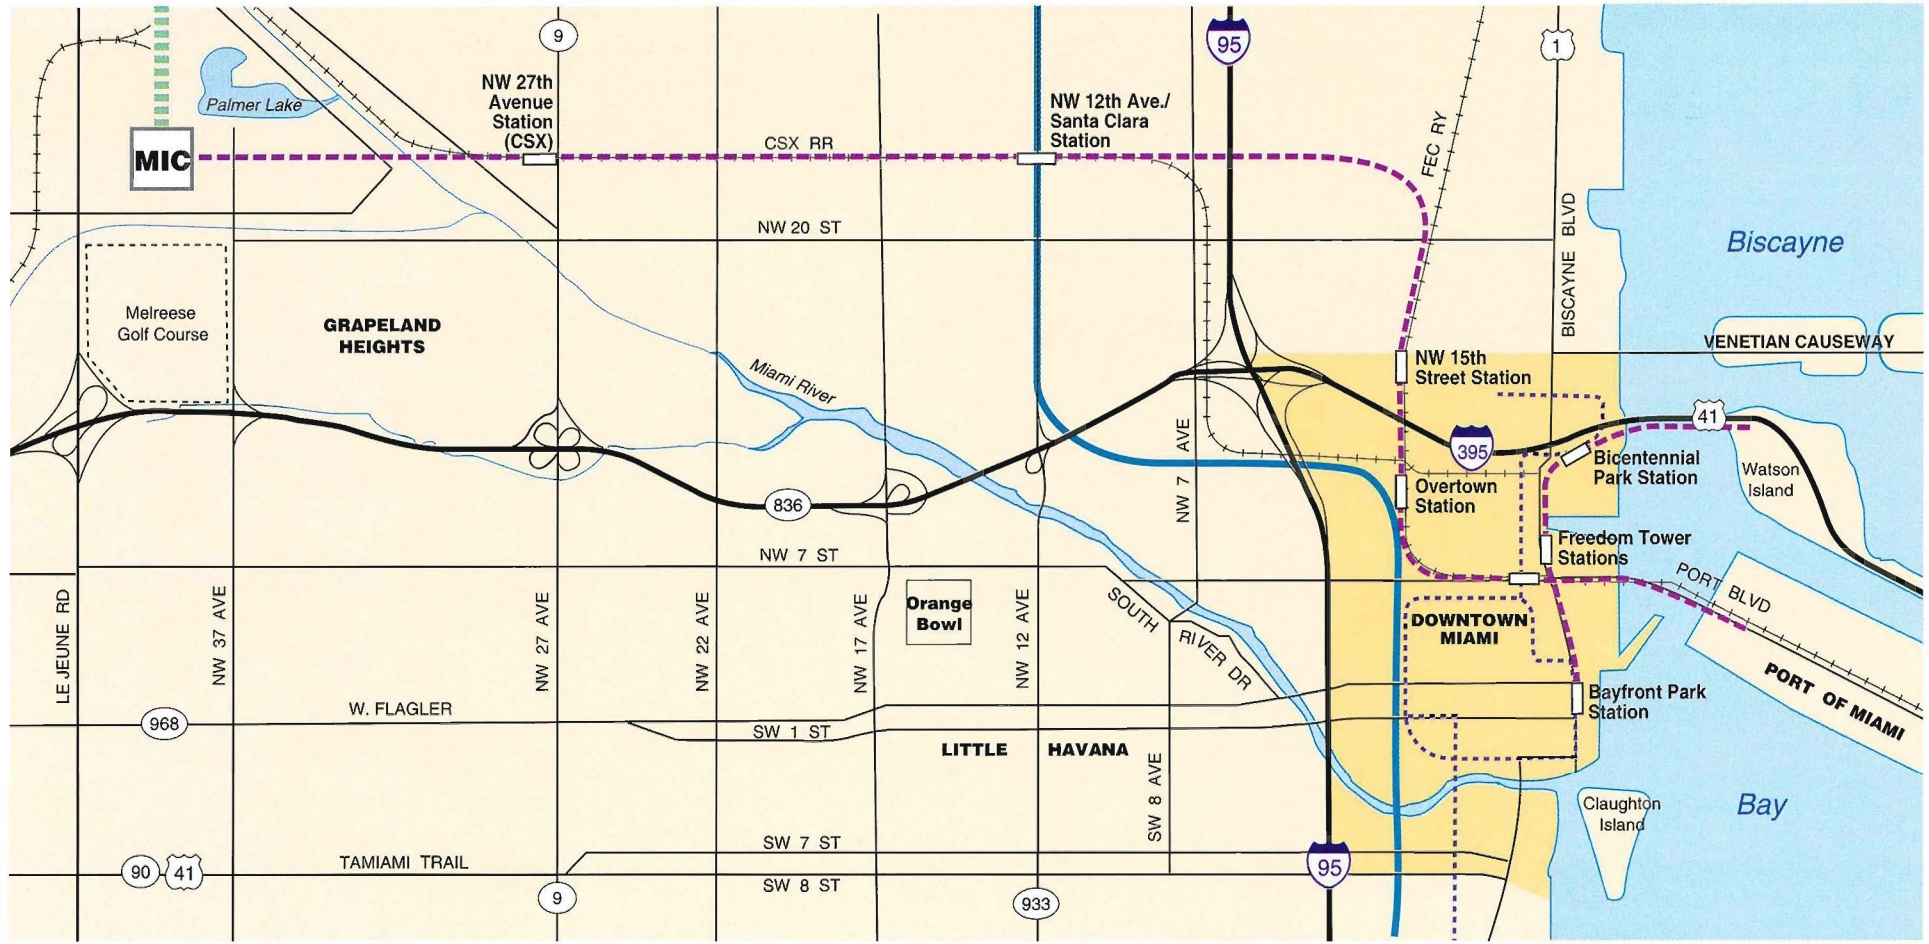 9
95
1
NW 27th
Avenue
Station
(CSX)
Palmer Lake
NW 12th Ave./
Santa Clara
Station
MIC
CSX RR
FEC RY
NW 20 ST
BISCAYNE BLVD
Biscayne
Melreese
Golf Course
GRAPELAND
HEIGHTS
VENETIAN CAUSEWAY
NW 15th
Street Station
Miami River
41
395
Bicentennial
Park Station
Watson
Island
NW 7 AVE
836
Overtown
Station
Freedom Tower
Stations
NW 7 ST
PORT BLVD
LE JEUNE RD
NW 37 AVE
NW 27 AVE
NW 22 AVE
NW 17 AVE
Orange
Bowl
NW 12 AVE
SOUTH RIVER DR
DOWNTOWN
MIAMI
PORT OF MIAMI
Bayfront Park
Station
968
W. FLAGLER
SW 1 ST
LITTLE HAVANA
SW 8 AVE
Claughton
Island
Bay
SW 7 ST
90
41
TAMIAMI TRAIL
SW 8 ST
95
9
933